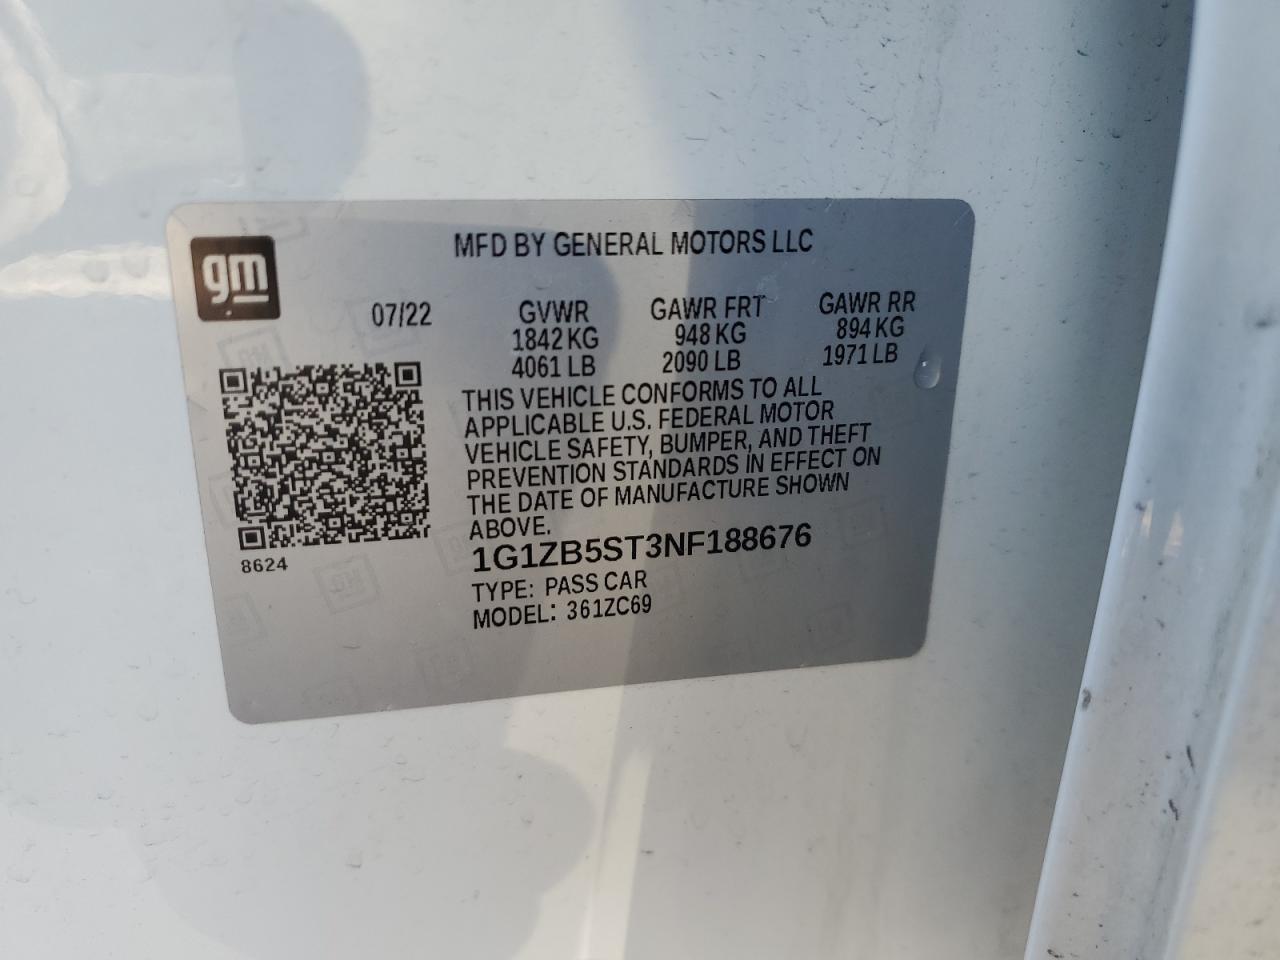 MFD BY GENERAL MOTORS LLC
gm
07/22
GVWR GAWR FRT GAWR RR
1842 KG 948 KG 894 KG
4061 LB 2090 LB 1971 LB
THIS VEHICLE CONFORMS TO ALL
APPLICABLE U.S. FEDERAL MOTOR
VEHICLE SAFETY, BUMPER, AND THEFT
PREVENTION STANDARDS IN EFFECT ON
THE DATE OF MANUFACTURE SHOWN
ABOVE.
8624
1G1ZB5ST3NF188676
TYPE: PASS CAR
MODEL: 361ZC69